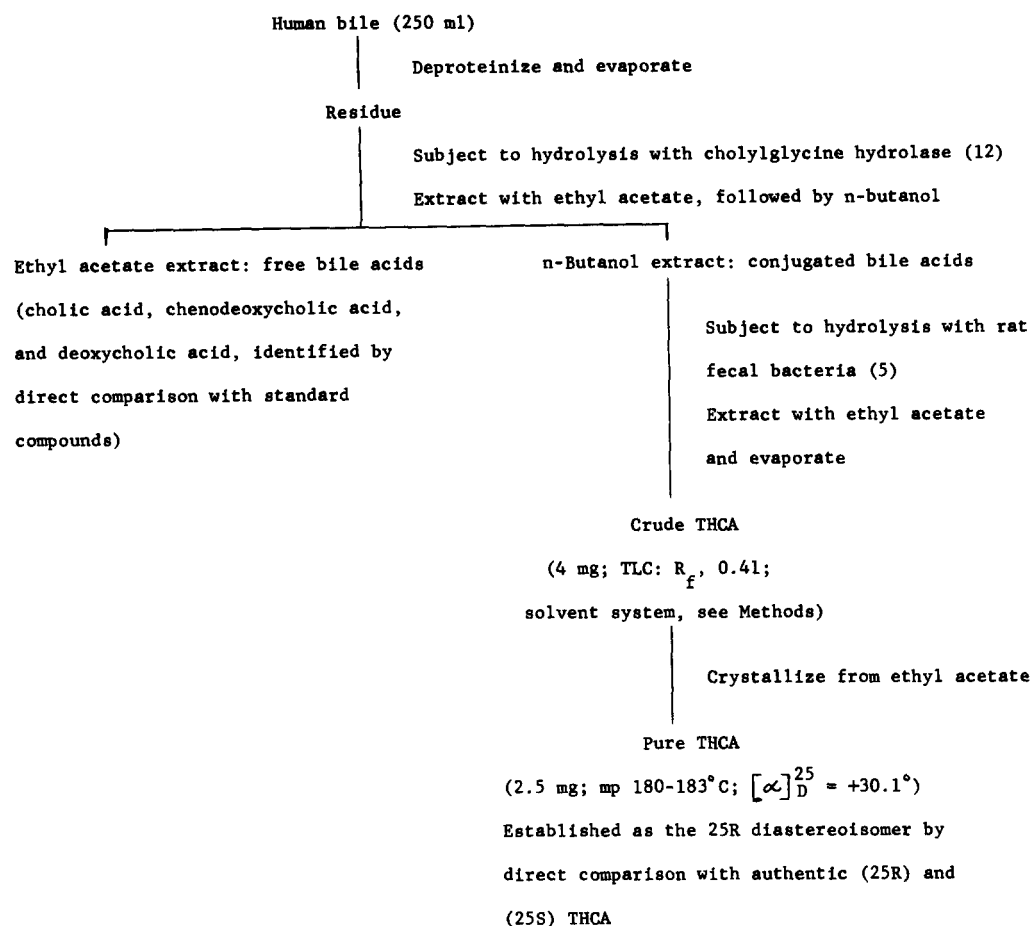 Human bile (250 ml)
Deproteinize and evaporate
Residue
Subject to hydrolysis with cholylglycine hydrolase (12)
Extract with ethyl acetate, followed by n-butanol
Ethyl acetate extract: free bile acids
(cholic acid, chenodeoxycholic acid,
and deoxycholic acid, identified by
direct comparison with standard
compounds)
n-Butanol extract: conjugated bile acids
Subject to hydrolysis with rat
fecal bacteria (5)
Extract with ethyl acetate
and evaporate
Crude THCA
(4 mg; TLC: R_f, 0.41;
solvent system, see Methods)
Crystallize from ethyl acetate
Pure THCA
(2.5 mg; mp 180-183°C; [α]²⁵_D = +30.1°)
Established as the 25R diastereoisomer by
direct comparison with authentic (25R) and
(25S) THCA